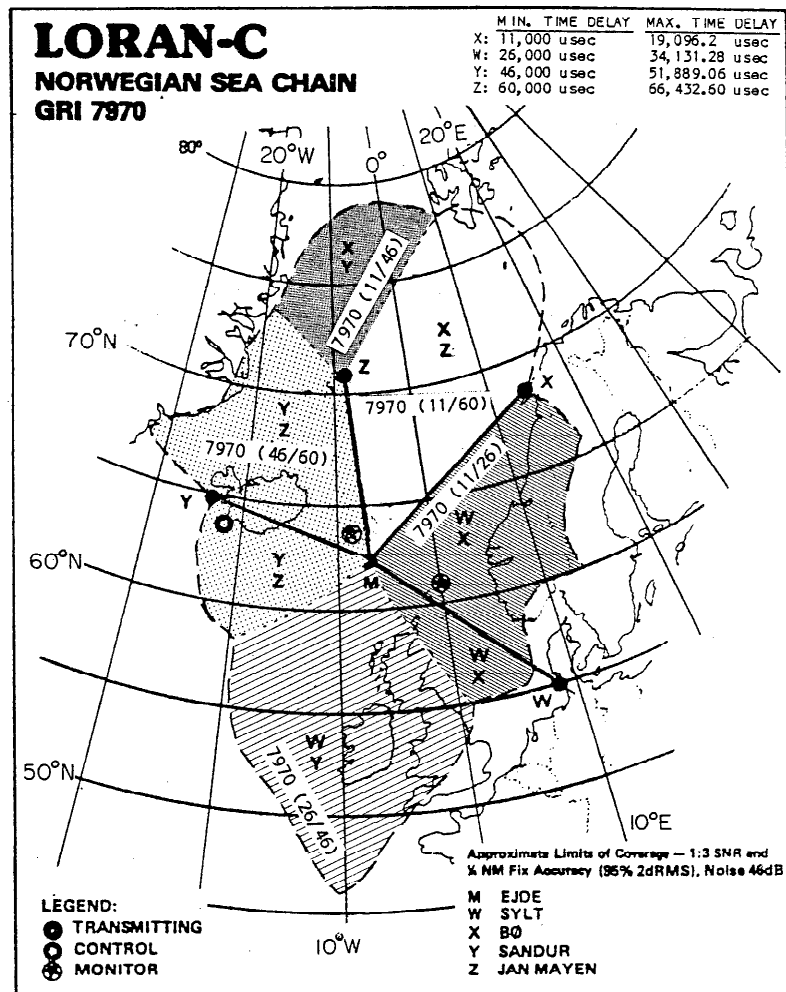 LORAN-C
NORWEGIAN SEA CHAIN
GRI 7970
MIN. TIME DELAY MAX. TIME DELAY
X: 11,000 usec 19,096.2 usec
W: 26,000 usec 34,131.28 usec
Y: 46,000 usec 51,889.06 usec
Z: 60,000 usec 66,432.60 usec
80°
20°W
0°
20°E
X
Y
7970 (11/46)
70°N
X
Z
Z
X
7970 (11/60)
Y
Z
7970 (46/60)
7970 (11/26)
Y
W
X
60°N
Y
Z
M
W
X
W
W
Y
7970 (26/46)
50°N
10°E
Approximate Limits of Coverage — 1:3 SNR and
¼ NM Fix Accuracy (95% 2dRMS), Noise 46dB
LEGEND:
TRANSMITTING
CONTROL
MONITOR
10°W
M EJDE
W SYLT
X BØ
Y SANDUR
Z JAN MAYEN